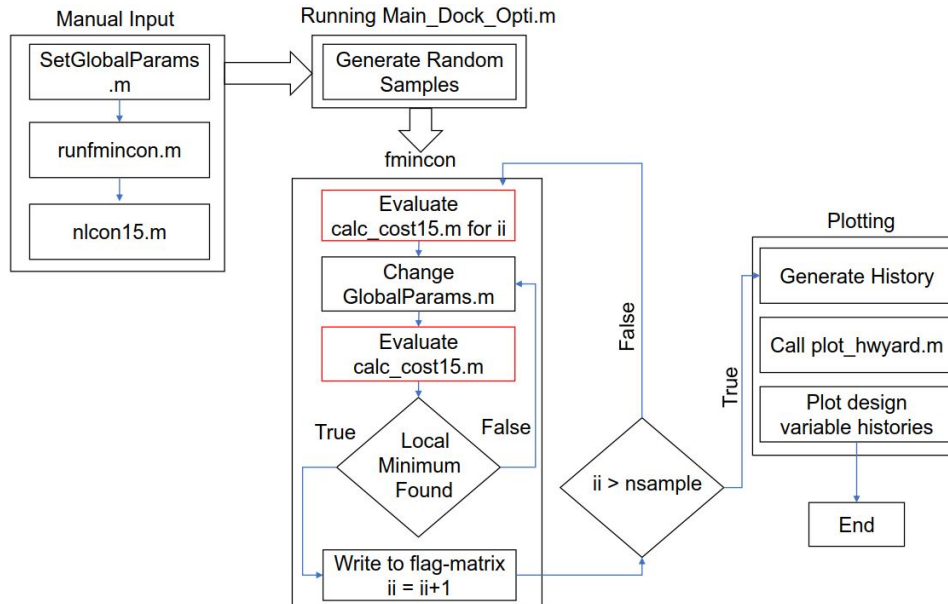 Manual Input
SetGlobalParams
.m
runfmincon.m
nlcon15.m
Running Main_Dock_Opti.m
Generate Random
Samples
fmincon
Evaluate
calc_cost15.m for ii
Change
GlobalParams.m
Evaluate
calc_cost15.m
True
False
Local
Minimum
Found
Write to flag-matrix
ii = ii+1
False
ii > nsample
True
Plotting
Generate History
Call plot_hwyard.m
Plot design
variable histories
End